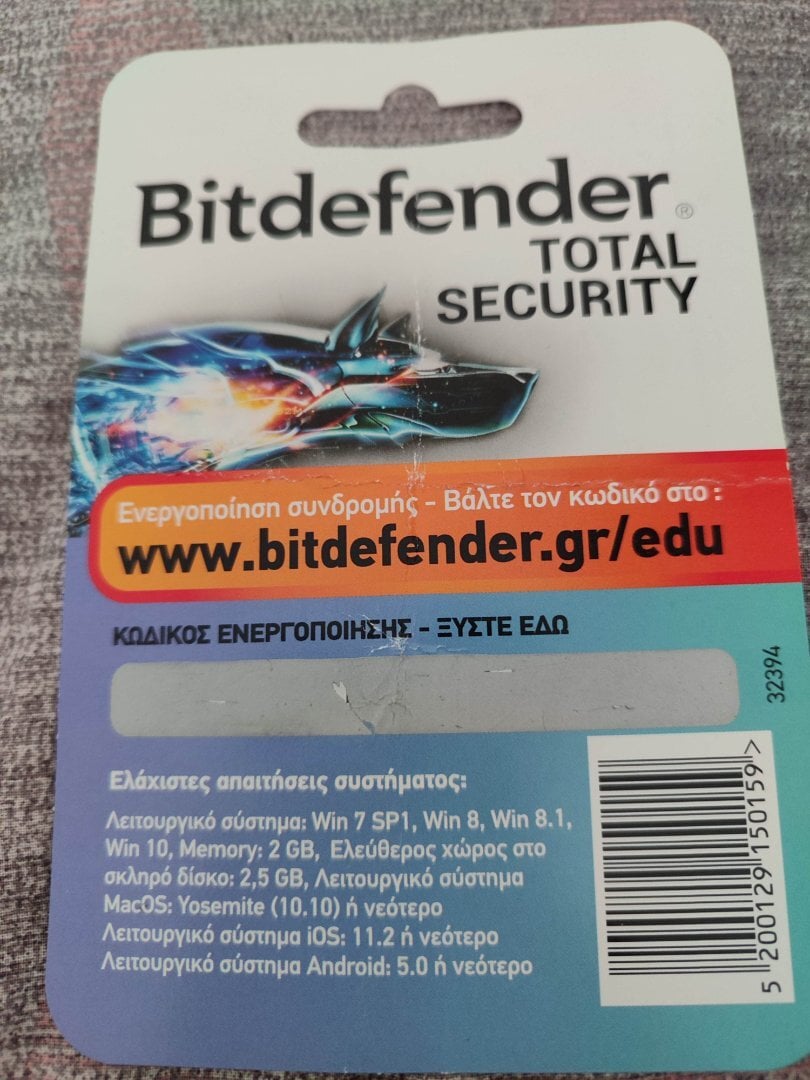 Bitdefender®
TOTAL
SECURITY
Ενεργοποίηση συνδρομής - Βάλτε τον κωδικό στο :
www.bitdefender.gr/edu
ΚΩΔΙΚΟΣ ΕΝΕΡΓΟΠΟΙΗΣΗΣ - ΞΥΣΤΕ ΕΔΩ
32394
Ελάχιστες απαιτήσεις συστήματος:
Λειτουργικό σύστημα: Win 7 SP1, Win 8, Win 8.1,
Win 10, Memory: 2 GB, Ελεύθερος χώρος στο
σκληρό δίσκο: 2,5 GB, Λειτουργικό σύστημα
MacOS: Yosemite (10.10) ή νεότερο
Λειτουργικό σύστημα iOS: 11.2 ή νεότερο
Λειτουργικό σύστημα Android: 5.0 ή νεότερο
5 200129 150159 >